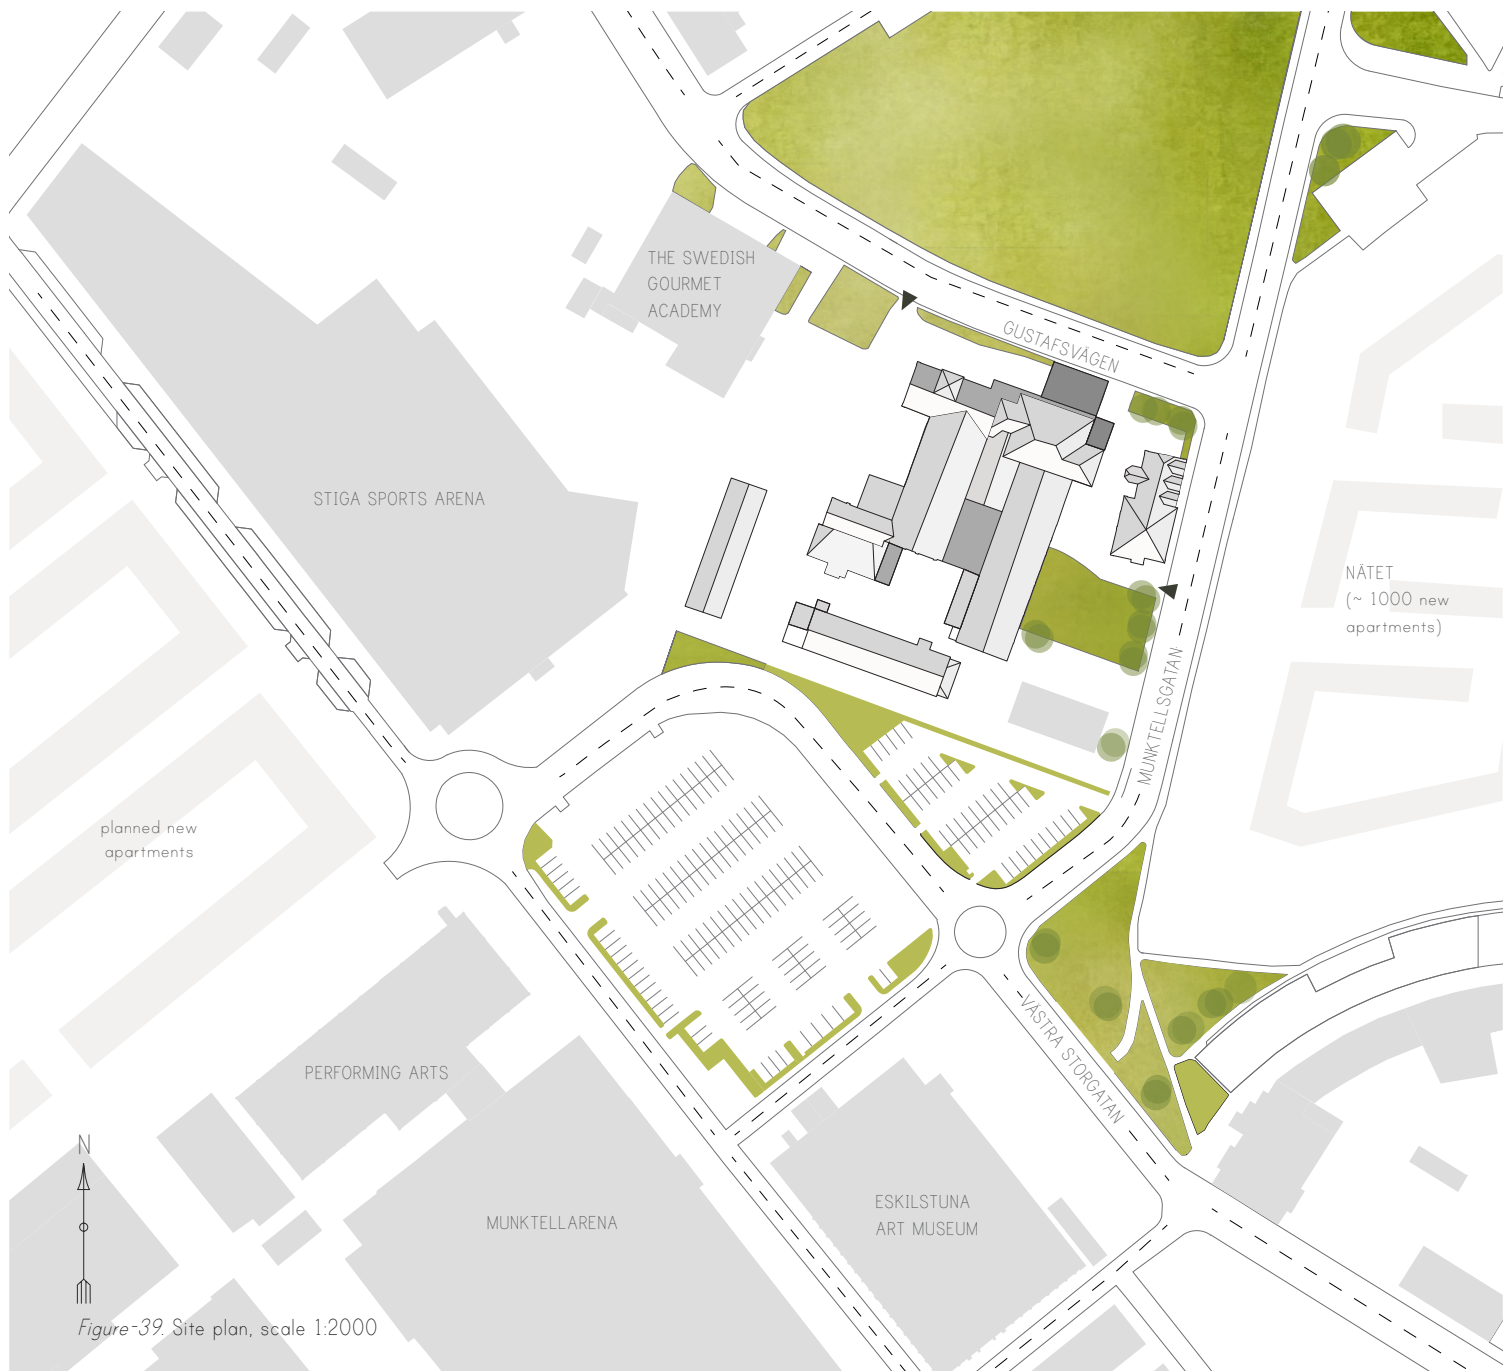 THE SWEDISH
GOURMET
ACADEMY
GUSTAFSVÄGEN
STIGA SPORTS ARENA
NÄTET
(~ 1000 new
apartments)
MUNKTELLSGATAN
planned new
apartments
VÄSTRA STORGATAN
PERFORMING ARTS
N
MUNKTELLARENA
ESKILSTUNA
ART MUSEUM
Figure-39. Site plan, scale 1:2000